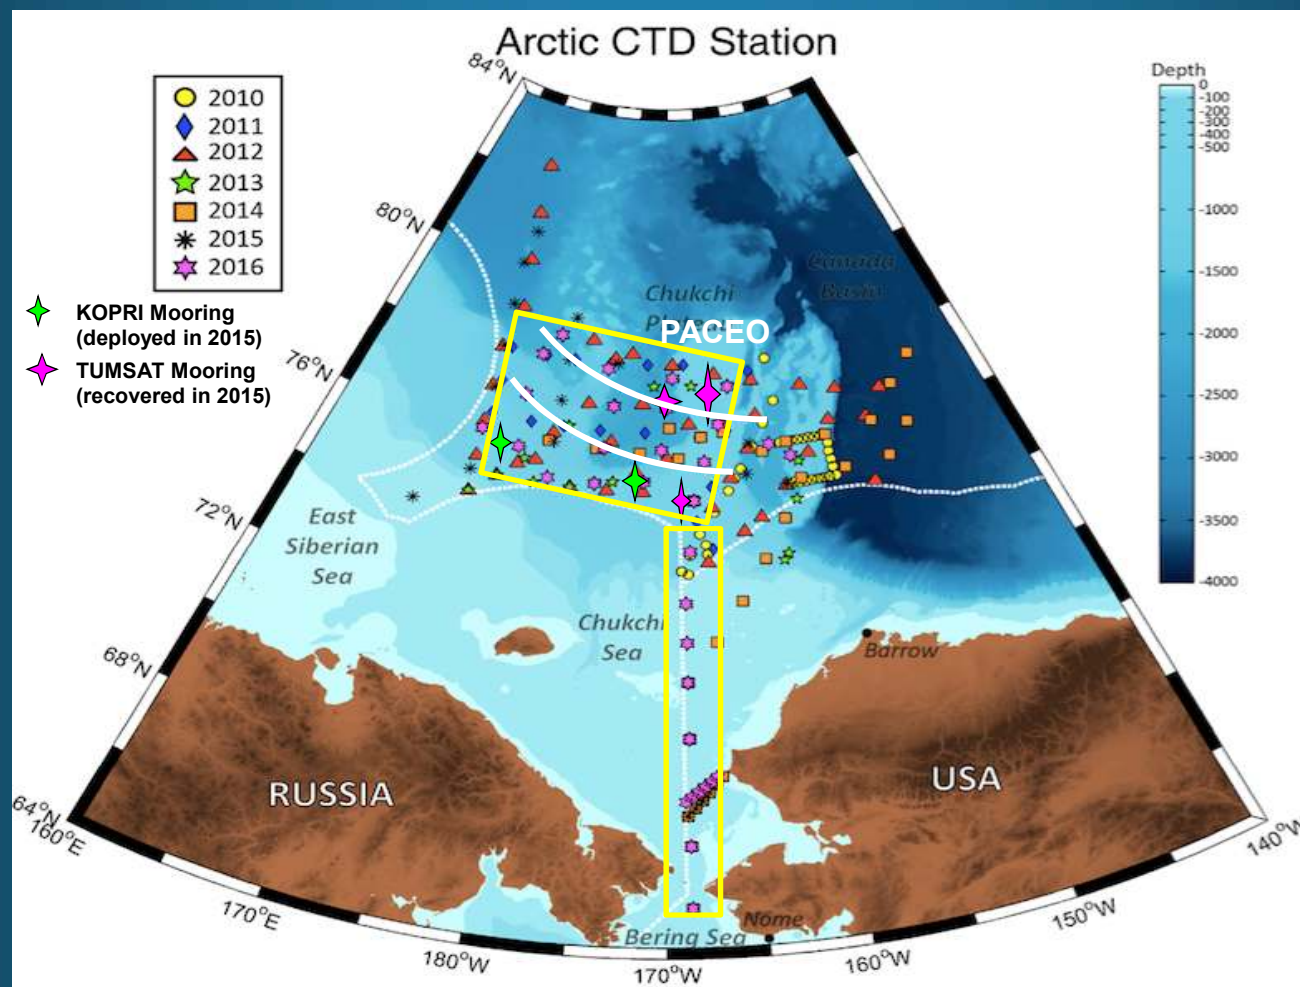 Arctic CTD Station
2010
2011
2012
2013
2014
2015
2016
KOPRI Mooring
(deployed in 2015)
TUMSAT Mooring
(recovered in 2015)
Depth
0
-100
-200
-300
-400
-500
-1000
-1500
-2000
-2500
-3000
-3500
-4000
84°N
80°N
76°N
72°N
68°N
64°N
160°E
170°E
180°W
170°W
160°W
150°W
140°W
Canada
Basin
Chukchi
Plateau
PACEO
East
Siberian
Sea
Chukchi
Sea
Barrow
RUSSIA
USA
Nome
Bering Sea